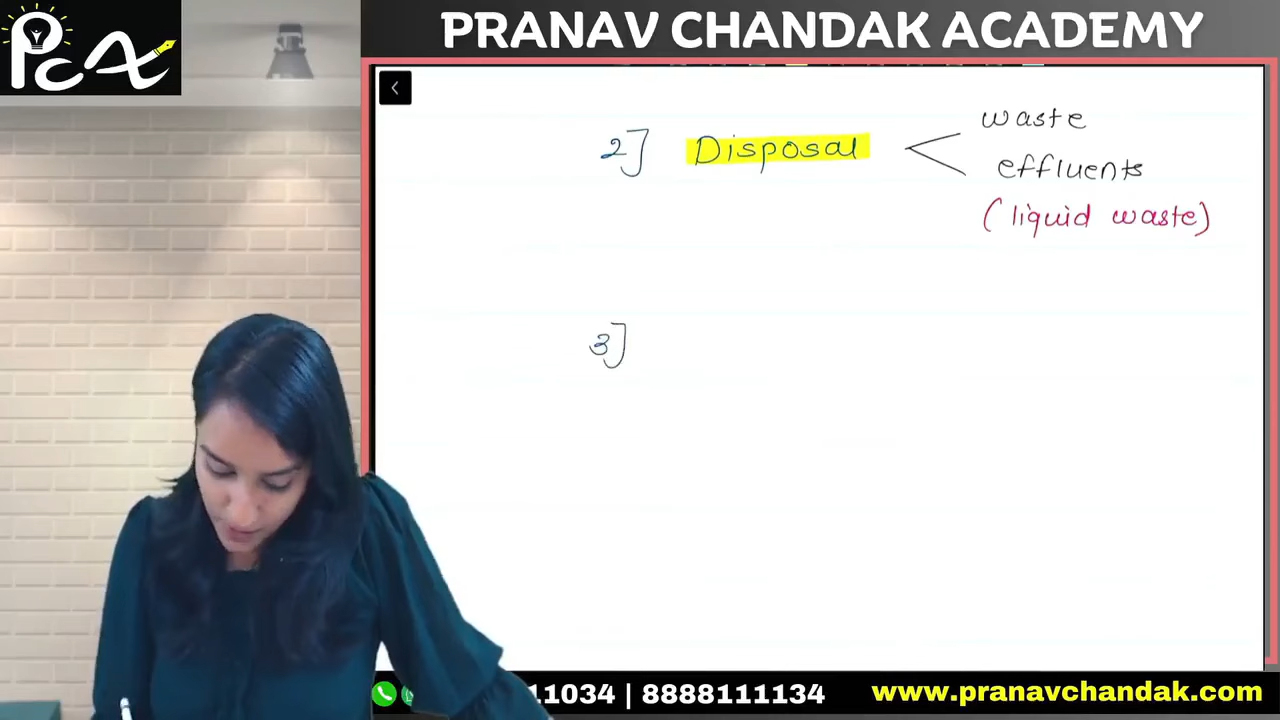 PCA
PRANAV CHANDAK ACADEMY
2] Disposal
waste
effluents
(liquid waste)
3]
11034 | 8888111134
www.pranavchandak.com